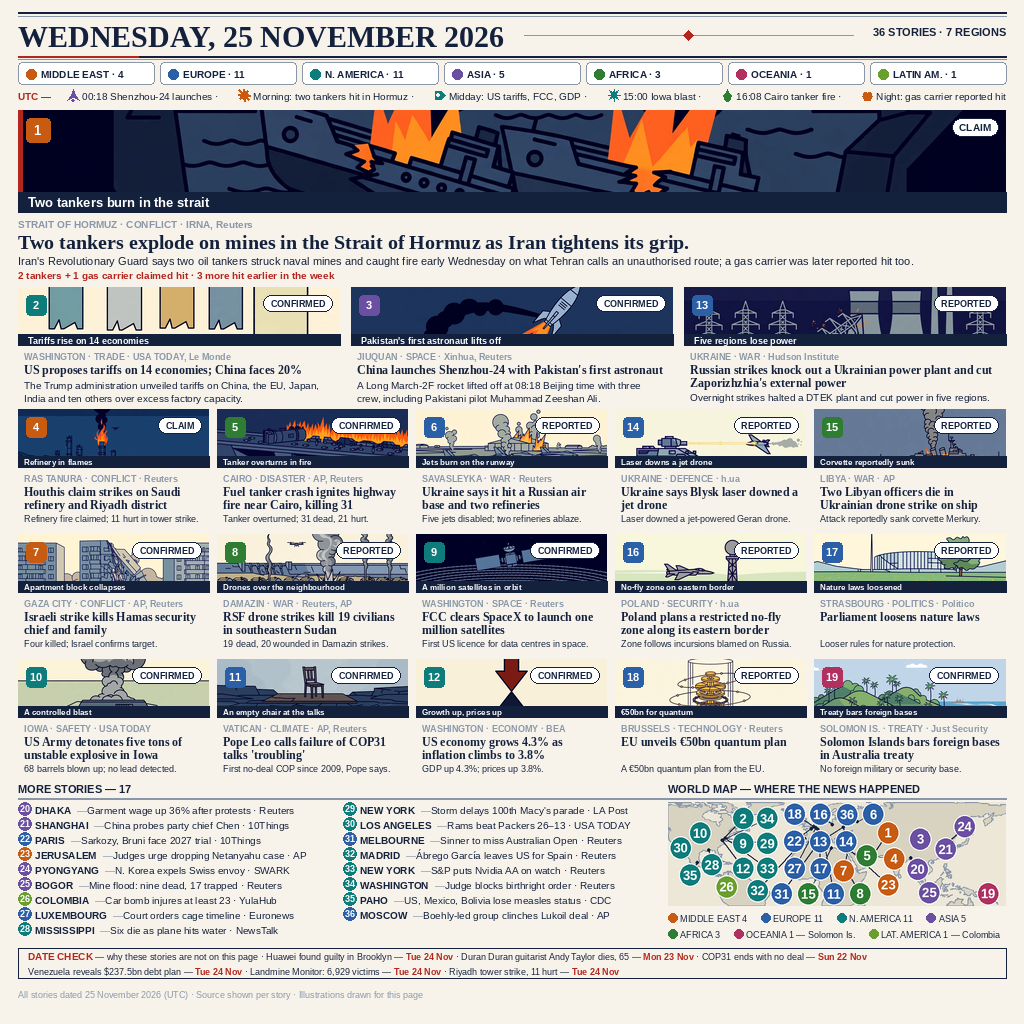 WEDNESDAY, 25 NOVEMBER 2026
36 STORIES · 7 REGIONS
MIDDLE EAST · 4
EUROPE · 11
N. AMERICA · 11
ASIA · 5
AFRICA · 3
OCEANIA · 1
LATIN AM. · 1
UTC — 00:18 Shenzhou-24 launches · Morning: two tankers hit in Hormuz · Midday: US tariffs, FCC, GDP · 15:00 Iowa blast · 16:08 Cairo tanker fire · Night: gas carrier reported hit
1
CLAIM
Two tankers burn in the strait
STRAIT OF HORMUZ · CONFLICT · IRNA, Reuters
Two tankers explode on mines in the Strait of Hormuz as Iran tightens its grip.
Iran's Revolutionary Guard says two oil tankers struck naval mines and caught fire early Wednesday on what Tehran calls an unauthorised route; a gas carrier was later reported hit too.
2 tankers + 1 gas carrier claimed hit · 3 more hit earlier in the week
2
CONFIRMED
Tariffs rise on 14 economies
WASHINGTON · TRADE · USA TODAY, Le Monde
US proposes tariffs on 14 economies; China faces 20%
The Trump administration unveiled tariffs on China, the EU, Japan,
India and ten others over excess factory capacity.
3
CONFIRMED
Pakistan's first astronaut lifts off
JIUQUAN · SPACE · Xinhua, Reuters
China launches Shenzhou-24 with Pakistan's first astronaut
A Long March-2F rocket lifted off at 08:18 Beijing time with three
crew, including Pakistani pilot Muhammad Zeeshan Ali.
13
REPORTED
Five regions lose power
UKRAINE · WAR · Hudson Institute
Russian strikes knock out a Ukrainian power plant and cut
Zaporizhzhia's external power
Overnight strikes halted a DTEK plant and cut power in five regions.
4
CLAIM
Refinery in flames
RAS TANURA · CONFLICT · Reuters
Houthis claim strikes on Saudi
refinery and Riyadh district
Refinery fire claimed; 11 hurt in tower strike.
5
CONFIRMED
Tanker overturns in fire
CAIRO · DISASTER · AP, Reuters
Fuel tanker crash ignites highway
fire near Cairo, killing 31
Tanker overturned; 31 dead, 21 hurt.
6
REPORTED
Jets burn on the runway
SAVASLEYKA · WAR · Reuters
Ukraine says it hit a Russian air
base and two refineries
Five jets disabled; two refineries ablaze.
14
REPORTED
Laser downs a jet drone
UKRAINE · DEFENCE · h.ua
Ukraine says Blysk laser downed a
jet drone
Laser downed a jet-powered Geran drone.
15
REPORTED
Corvette reportedly sunk
LIBYA · WAR · AP
Two Libyan officers die in
Ukrainian drone strike on ship
Attack reportedly sank corvette Merkury.
7
CONFIRMED
Apartment block collapses
GAZA CITY · CONFLICT · AP, Reuters
Israeli strike kills Hamas security
chief and family
Four killed; Israel confirms target.
8
REPORTED
Drones over the neighbourhood
DAMAZIN · WAR · Reuters, AP
RSF drone strikes kill 19 civilians
in southeastern Sudan
19 dead, 20 wounded in Damazin strikes.
9
CONFIRMED
A million satellites in orbit
WASHINGTON · SPACE · Reuters
FCC clears SpaceX to launch one
million satellites
First US licence for data centres in space.
16
REPORTED
No-fly zone on eastern border
POLAND · SECURITY · h.ua
Poland plans a restricted no-fly
zone along its eastern border
Zone follows incursions blamed on Russia.
17
REPORTED
Nature laws loosened
STRASBOURG · POLITICS · Politico
Parliament loosens nature laws
Looser rules for nature protection.
10
CONFIRMED
A controlled blast
IOWA · SAFETY · USA TODAY
US Army detonates five tons of
unstable explosive in Iowa
68 barrels blown up; no lead detected.
11
CONFIRMED
An empty chair at the talks
VATICAN · CLIMATE · AP, Reuters
Pope Leo calls failure of COP31
talks 'troubling'
First no-deal COP since 2009, Pope says.
12
CONFIRMED
Growth up, prices up
WASHINGTON · ECONOMY · BEA
US economy grows 4.3% as
inflation climbs to 3.8%
GDP up 4.3%; prices up 3.8%.
18
REPORTED
€50bn for quantum
BRUSSELS · TECHNOLOGY · Reuters
EU unveils €50bn quantum plan
A €50bn quantum plan from the EU.
19
CONFIRMED
Treaty bars foreign bases
SOLOMON IS. · TREATY · Just Security
Solomon Islands bars foreign bases
in Australia treaty
No foreign military or security base.
MORE STORIES — 17
20 DHAKA —Garment wage up 36% after protests · Reuters
21 SHANGHAI —China probes party chief Chen · 10Things
22 PARIS —Sarkozy, Bruni face 2027 trial · 10Things
23 JERUSALEM —Judges urge dropping Netanyahu case · AP
24 PYONGYANG —N. Korea expels Swiss envoy · SWARK
25 BOGOR —Mine flood: nine dead, 17 trapped · Reuters
26 COLOMBIA —Car bomb injures at least 23 · YulaHub
27 LUXEMBOURG —Court orders cage timeline · Euronews
28 MISSISSIPPI —Six die as plane hits water · NewsTalk
29 NEW YORK —Storm delays 100th Macy's parade · LA Post
30 LOS ANGELES —Rams beat Packers 26–13 · USA TODAY
31 MELBOURNE —Sinner to miss Australian Open · Reuters
32 MADRID —Ábrego García leaves US for Spain · Reuters
33 NEW YORK —S&P puts Nvidia AA on watch · Reuters
34 WASHINGTON —Judge blocks birthright order · Reuters
35 PAHO —US, Mexico, Bolivia lose measles status · CDC
36 MOSCOW —Boehly-led group clinches Lukoil deal · AP
WORLD MAP — WHERE THE NEWS HAPPENED
2 34 18 16 36 6
10 9 29 22 13 14 1 3 24
30 28 5 4 21
35 12 33 17 7 20
26 32 31 15 11 8 23 25 19
MIDDLE EAST 4
EUROPE 11
N. AMERICA 11
ASIA 5
AFRICA 3
OCEANIA 1 — Solomon Is.
LAT. AMERICA 1 — Colombia
DATE CHECK — why these stories are not on this page · Huawei found guilty in Brooklyn — Tue 24 Nov · Duran Duran guitarist Andy Taylor dies, 65 — Mon 23 Nov · COP31 ends with no deal — Sun 22 Nov
Venezuela reveals $237.5bn debt plan — Tue 24 Nov · Landmine Monitor: 6,929 victims — Tue 24 Nov · Riyadh tower strike, 11 hurt — Tue 24 Nov
All stories dated 25 November 2026 (UTC) · Source shown per story · Illustrations drawn for this page